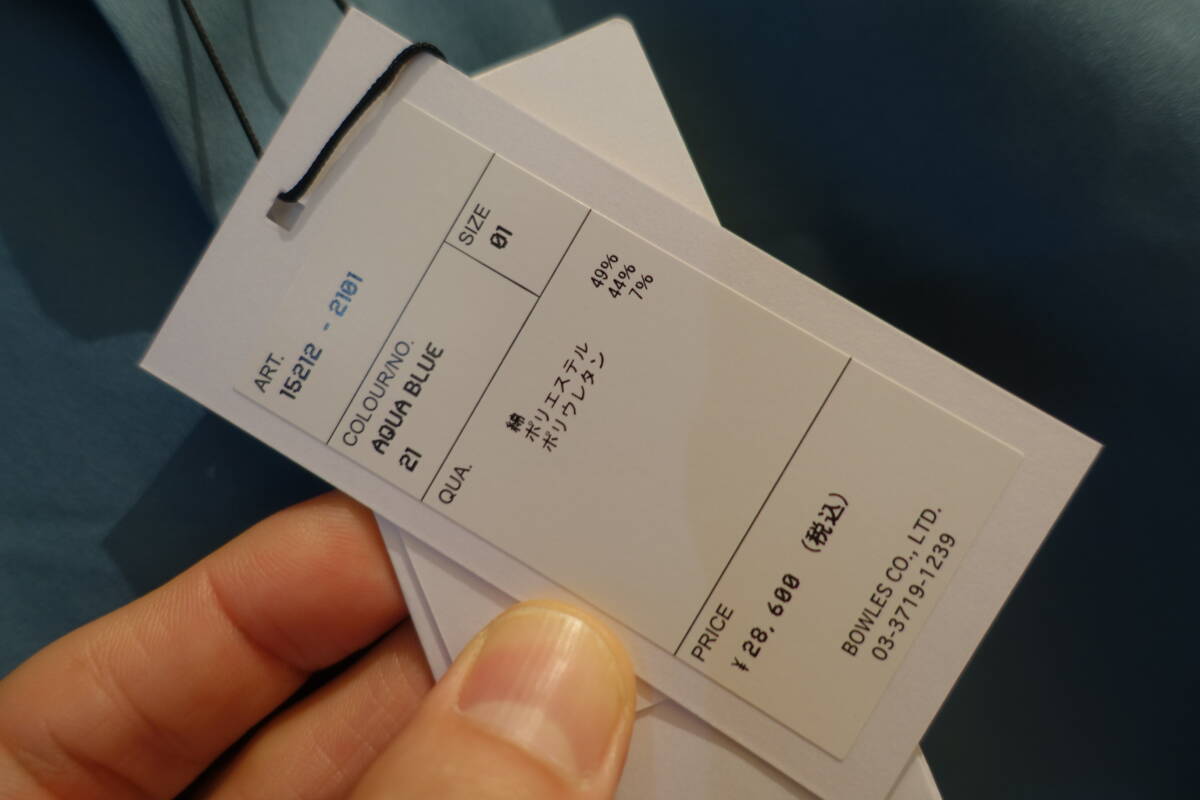 ART.
15212 - 2101
COLOUR/NO.
AQUA BLUE
21
SIZE
01
QUA.
綿 49%
ポリエステル 44%
ポリウレタン 7%
PRICE
¥28,600 (税込)
BOWLES CO., LTD.
03-3719-1239